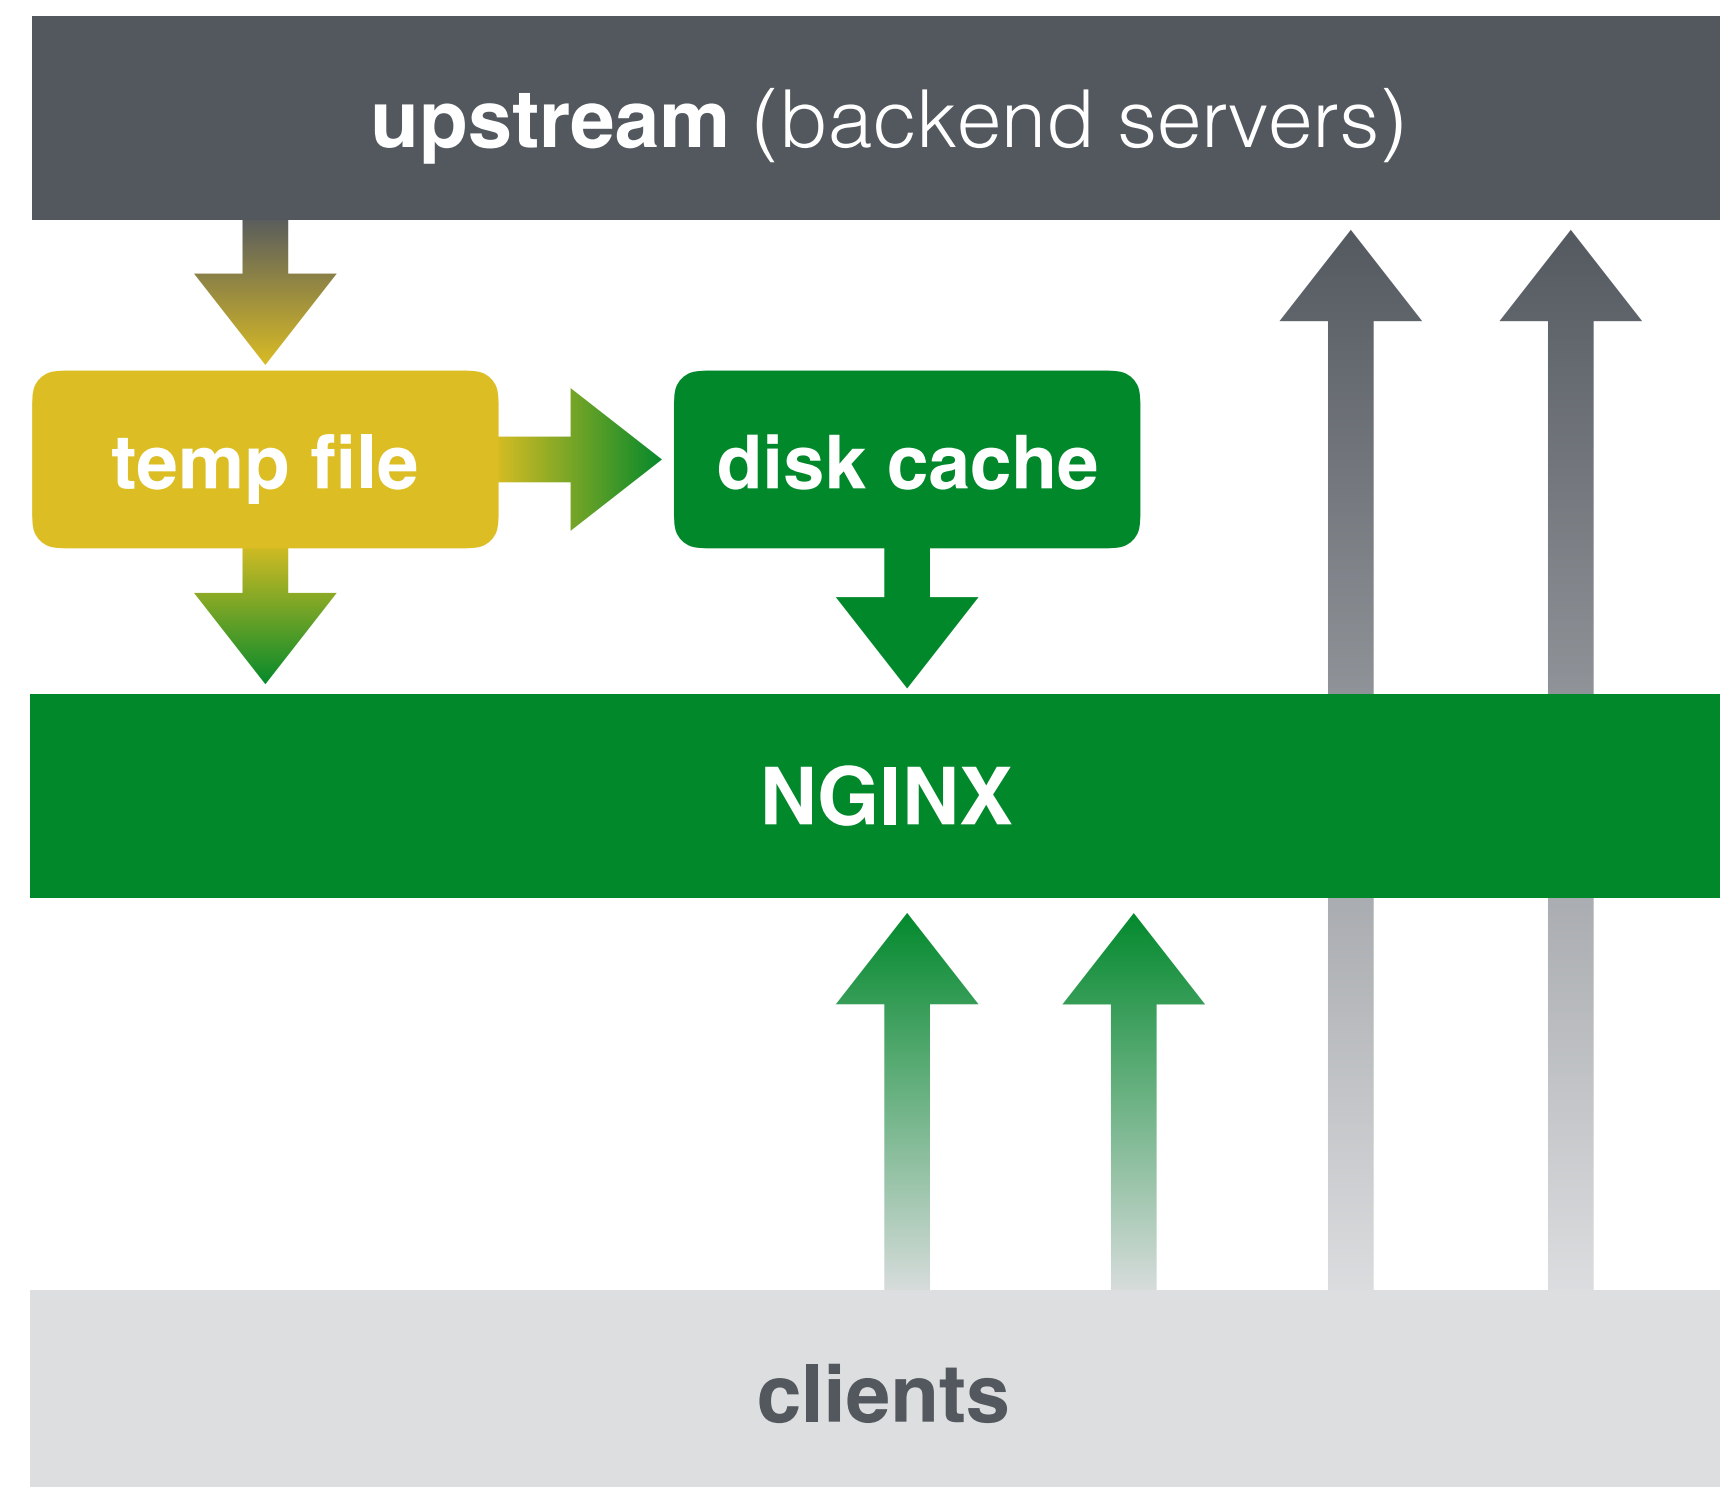 upstream (backend servers)
temp file
disk cache
NGINX
clients